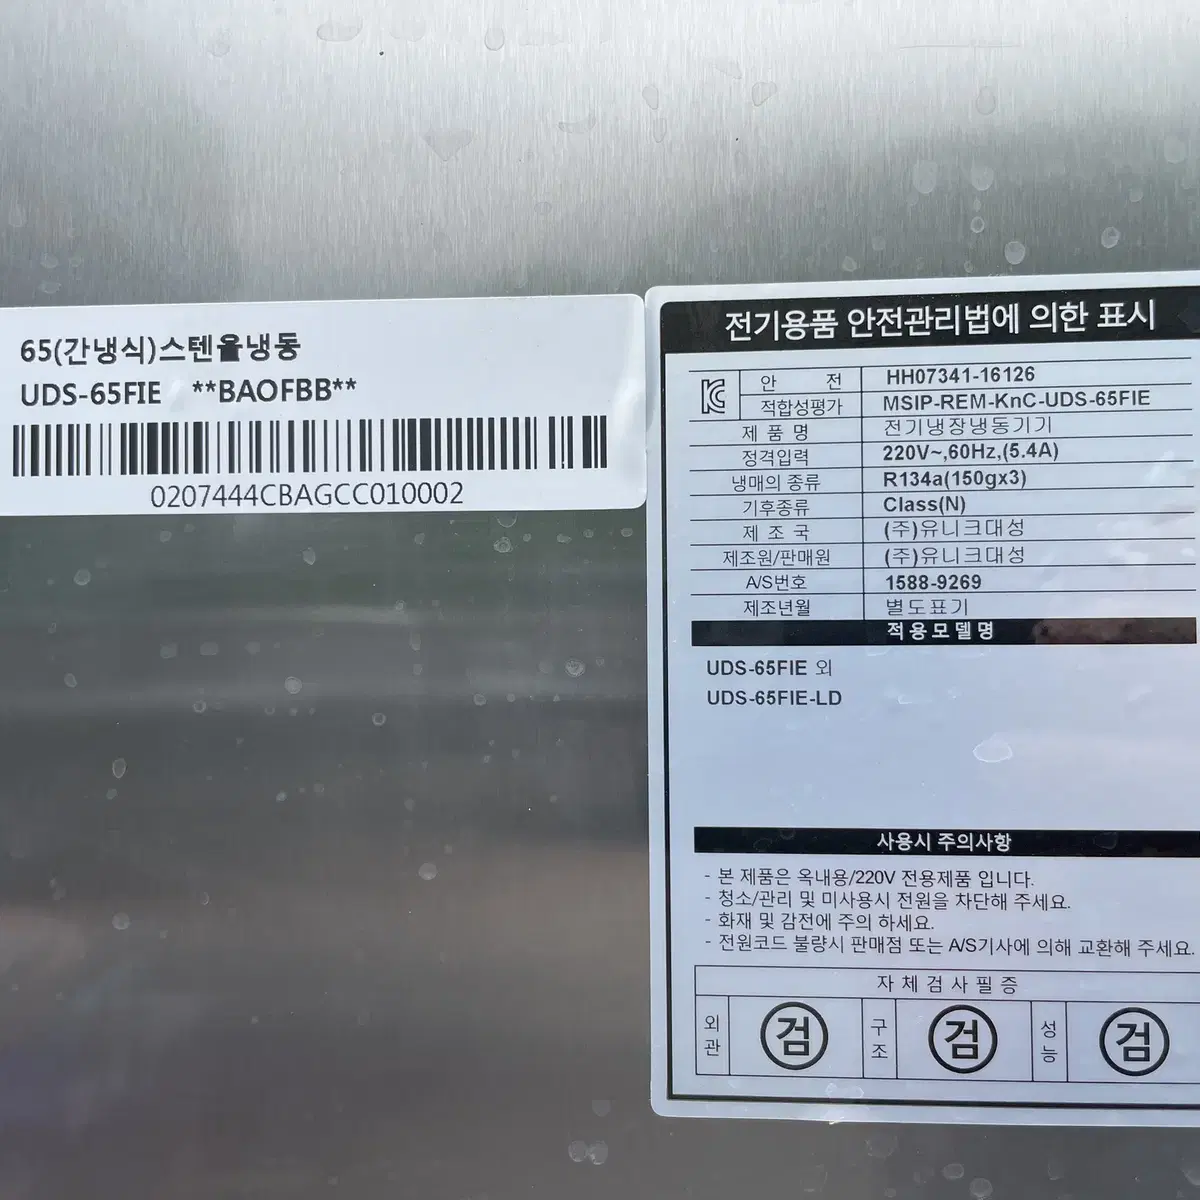 65(간냉식)스텐올냉동
UDS-65FIE **BAOFBB**
0207444CBAGCC010002
전기용품 안전관리법에 의한 표시
안 전 HH07341-16126
적합성평가 MSIP-REM-KnC-UDS-65FIE
제 품 명 전기냉장냉동기기
정격입력 220V~,60Hz,(5.4A)
냉매의 종류 R134a(150gx3)
기후종류 Class(N)
제 조 국 (주)유니크대성
제조원/판매원 (주)유니크대성
A/S번호 1588-9269
제조년월 별도표기
적용모델명
UDS-65FIE 외
UDS-65FIE-LD
사용시 주의사항
- 본 제품은 옥내용/220V 전용제품 입니다.
- 청소/관리 및 미사용시 전원을 차단해 주세요.
- 화재 및 감전에 주의 하세요.
- 전원코드 불량시 판매점 또는 A/S기사에 의해 교환해 주세요.
자체검사필증
외관 검 구조 검 성능 검